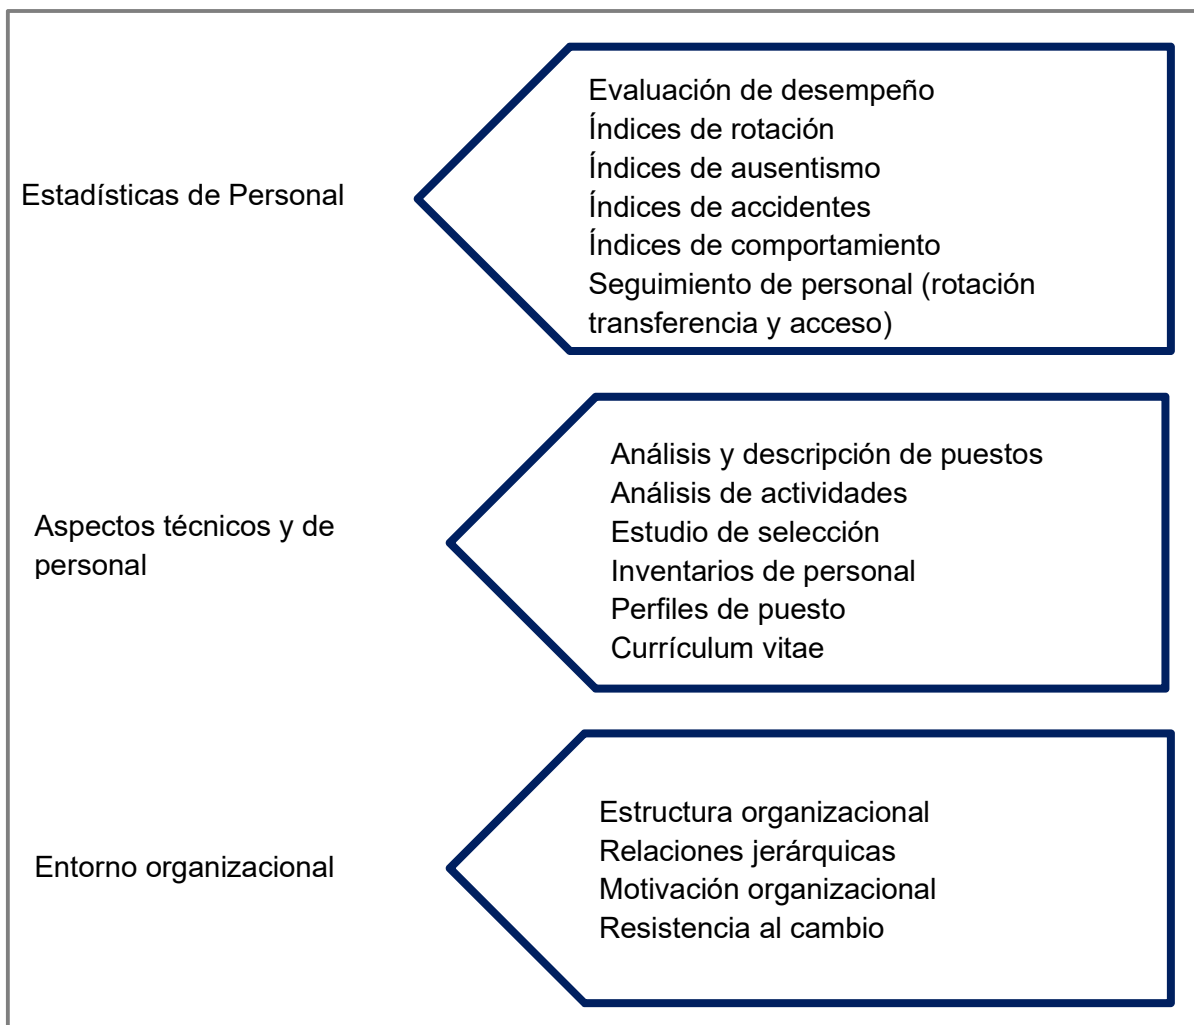 Estadísticas de Personal
Evaluación de desempeño
Índices de rotación
Índices de ausentismo
Índices de accidentes
Índices de comportamiento
Seguimiento de personal (rotación
transferencia y acceso)
Aspectos técnicos y de
personal
Análisis y descripción de puestos
Análisis de actividades
Estudio de selección
Inventarios de personal
Perfiles de puesto
Currículum vitae
Entorno organizacional
Estructura organizacional
Relaciones jerárquicas
Motivación organizacional
Resistencia al cambio